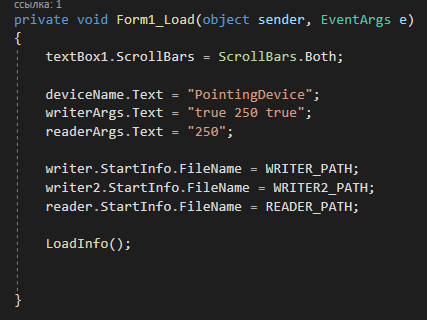 ссылка: 1
private void Form1_Load(object sender, EventArgs e)
{
textBox1.ScrollBars = ScrollBars.Both;
deviceName.Text = "PointingDevice";
writerArgs.Text = "true 250 true";
readerArgs.Text = "250";
writer.StartInfo.FileName = WRITER_PATH;
writer2.StartInfo.FileName = WRITER2_PATH;
reader.StartInfo.FileName = READER_PATH;
LoadInfo();
}